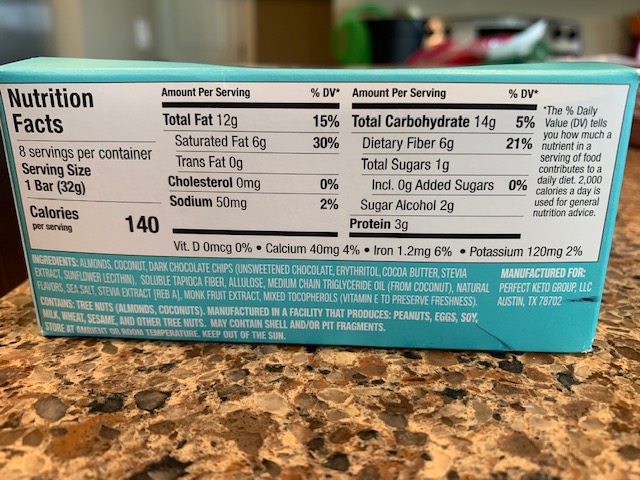 Nutrition
Facts
8 servings per container
Serving Size
1 Bar (32g)
Calories
per serving
140
Amount Per Serving % DV*
Total Fat 12g 15%
Saturated Fat 6g 30%
Trans Fat 0g
Cholesterol 0mg 0%
Sodium 50mg 2%
Amount Per Serving % DV*
Total Carbohydrate 14g 5%
Dietary Fiber 6g 21%
Total Sugars 1g
Incl. 0g Added Sugars 0%
Sugar Alcohol 2g
Protein 3g
*The % Daily
Value (DV) tells
you how much a
nutrient in a
serving of food
contributes to a
daily diet. 2,000
calories a day is
used for general
nutrition advice.
Vit. D 0mcg 0% • Calcium 40mg 4% • Iron 1.2mg 6% • Potassium 120mg 2%
INGREDIENTS: ALMONDS, COCONUT, DARK CHOCOLATE CHIPS (UNSWEETENED CHOCOLATE, ERYTHRITOL, COCOA BUTTER, STEVIA
EXTRACT, SUNFLOWER LECITHIN), SOLUBLE TAPIOCA FIBER, ALLULOSE, MEDIUM CHAIN TRIGLYCERIDE OIL (FROM COCONUT), NATURAL
FLAVORS, SEA SALT, STEVIA EXTRACT [REB A], MONK FRUIT EXTRACT, MIXED TOCOPHEROLS (VITAMIN E TO PRESERVE FRESHNESS).
CONTAINS: TREE NUTS (ALMONDS, COCONUTS). MANUFACTURED IN A FACILITY THAT PRODUCES: PEANUTS, EGGS, SOY,
MILK, WHEAT, SESAME, AND OTHER TREE NUTS. MAY CONTAIN SHELL AND/OR PIT FRAGMENTS.
STORE AT AMBIENT OR ROOM TEMPERATURE. KEEP OUT OF THE SUN.
MANUFACTURED FOR:
PERFECT KETO GROUP, LLC
AUSTIN, TX 78702